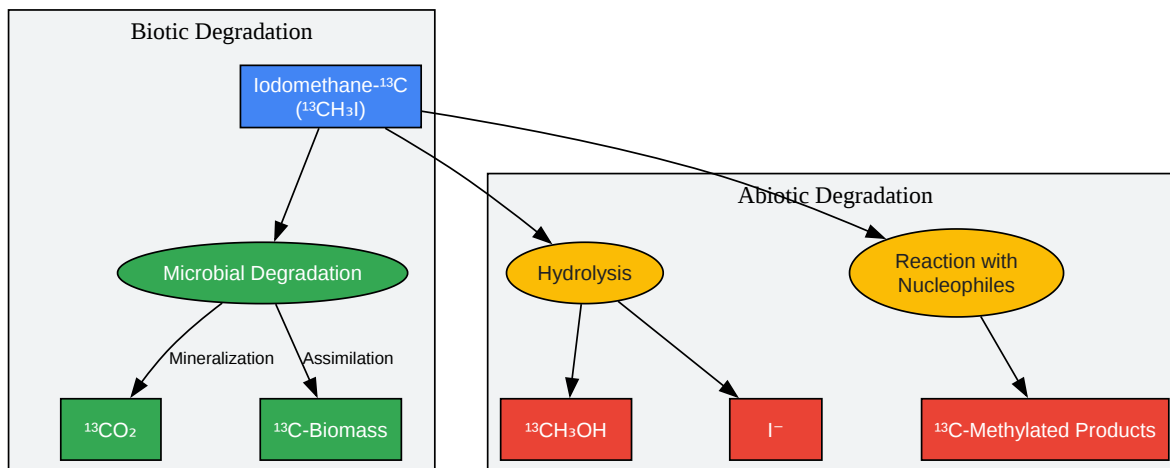 Biotic Degradation
Iodomethane-¹³C
(¹³CH₃I)
Abiotic Degradation
Microbial Degradation
Hydrolysis
Reaction with
Nucleophiles
Mineralization
Assimilation
¹³CO₂
¹³C-Biomass
¹³CH₃OH
I⁻
¹³C-Methylated Products